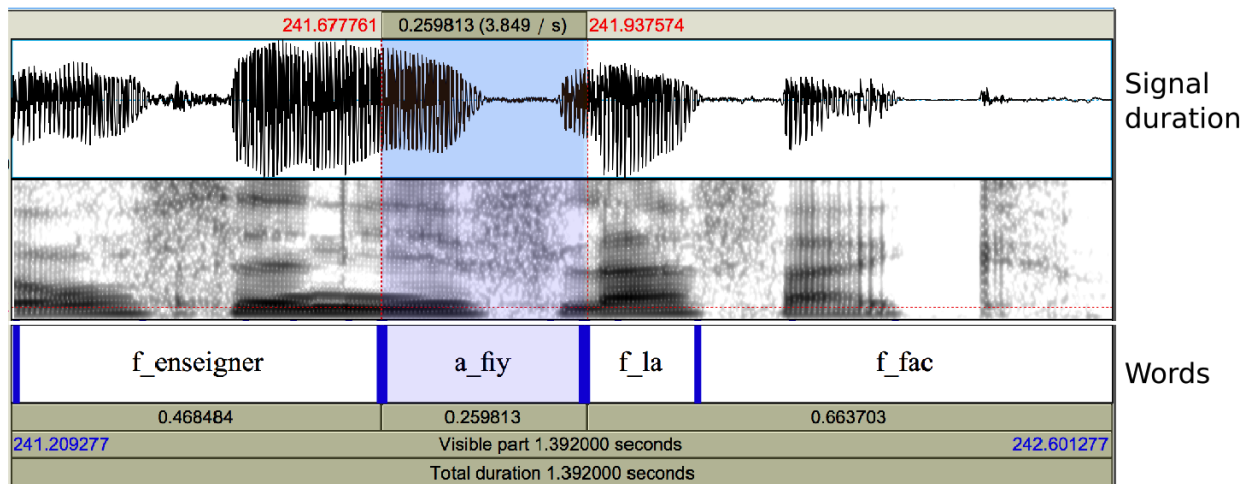 241.677761 0.259813 (3.849 / s) 241.937574
Signal
duration
f_enseigner a_fiy f_la f_fac
Words
0.468484 0.259813 0.663703
241.209277 Visible part 1.392000 seconds 242.601277
Total duration 1.392000 seconds